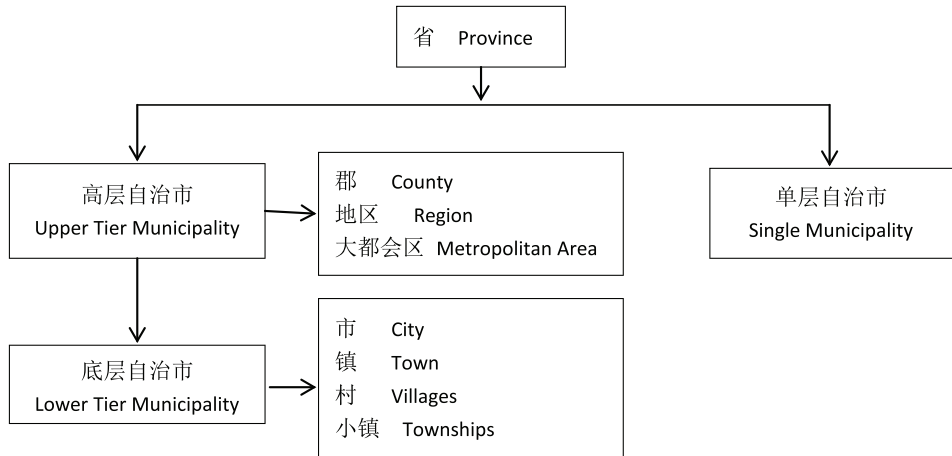 省 Province
高层自治市
Upper Tier Municipality
郡 County
地区 Region
大都会区 Metropolitan Area
单层自治市
Single Municipality
底层自治市
Lower Tier Municipality
市 City
镇 Town
村 Villages
小镇 Townships